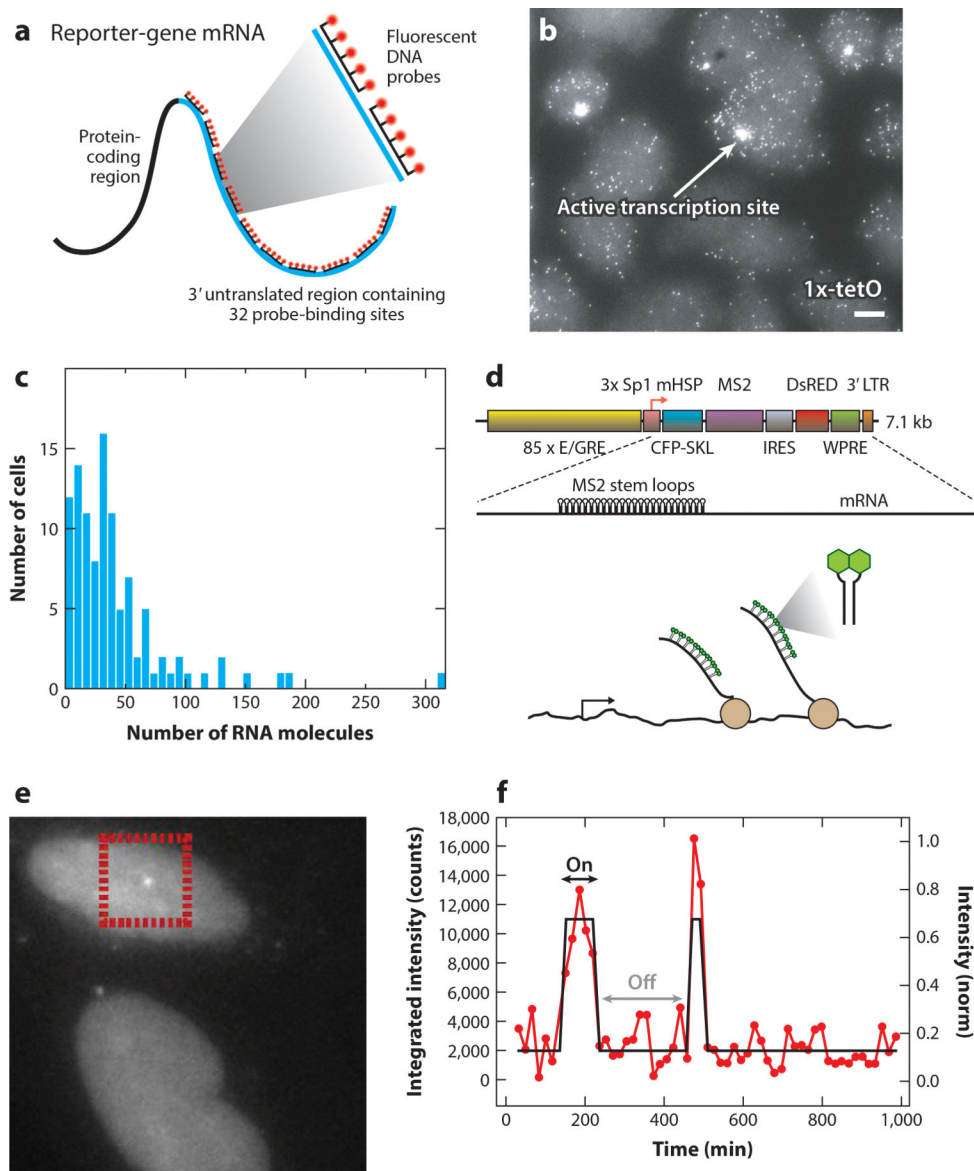 a Reporter-gene mRNA
Fluorescent
DNA
probes
Protein-
coding
region
3′ untranslated region containing
32 probe-binding sites
b
Active transcription site
1x-tetO
c
Number of cells
15
10
5
0
0 50 100 150 200 250 300
Number of RNA molecules
d
3x Sp1 mHSP MS2 DsRED 3′ LTR
7.1 kb
85 x E/GRE CFP-SKL IRES WPRE
MS2 stem loops
mRNA
e
f
Integrated intensity (counts)
18,000
16,000
14,000
12,000
10,000
8,000
6,000
4,000
2,000
0
On
Off
1.0
0.8
0.6
0.4
0.2
0.0
Intensity (norm)
0 200 400 600 800 1,000
Time (min)